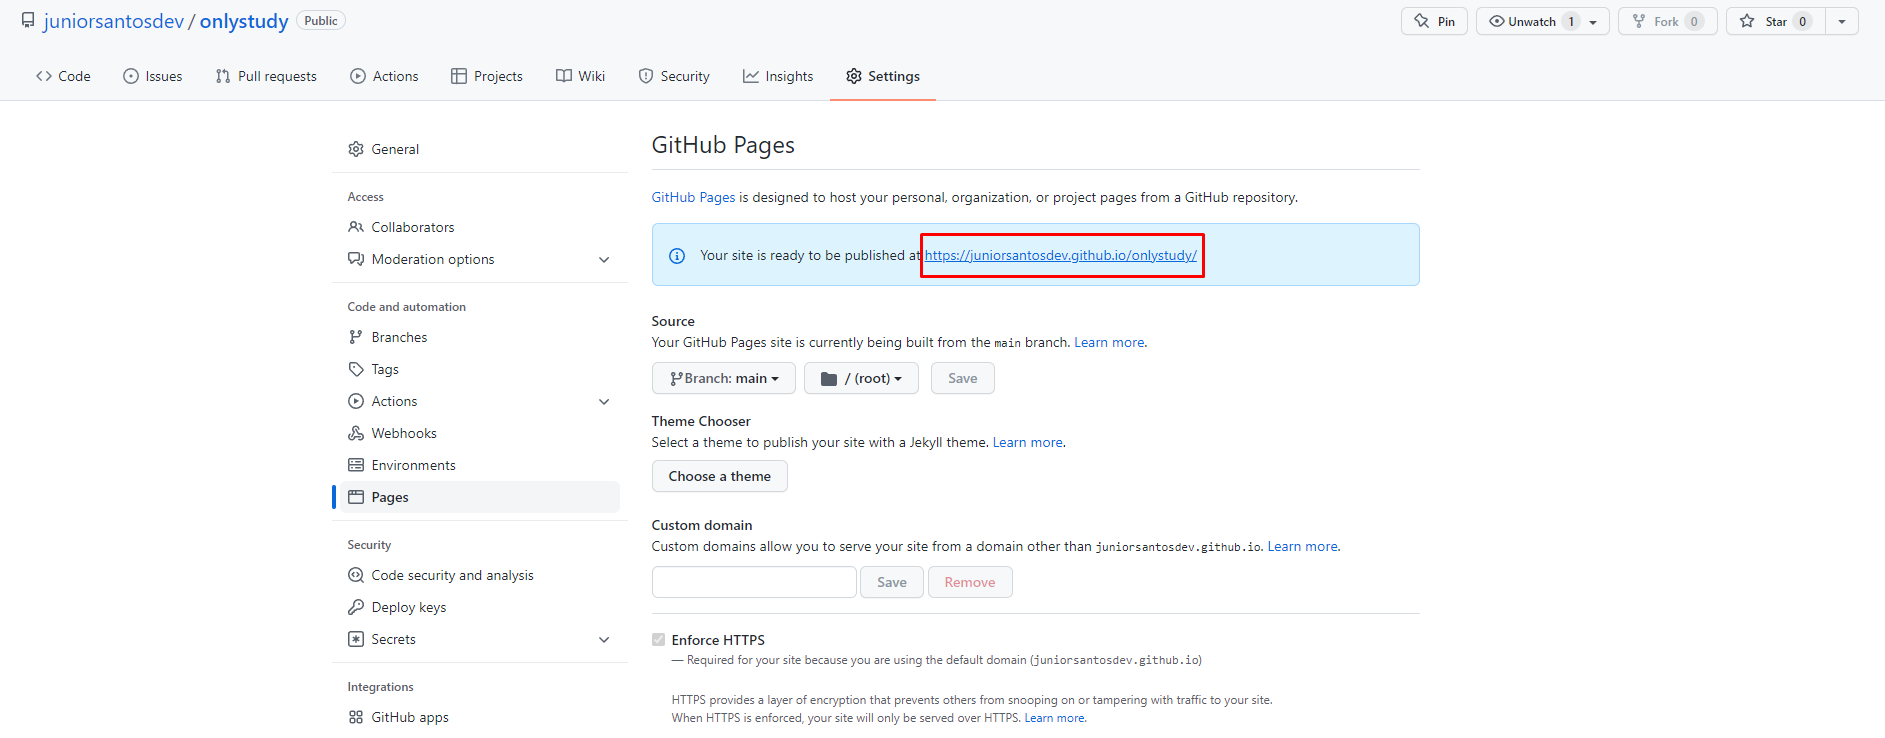 juniorsantosdev / onlystudy Public
Pin Unwatch 1 Fork 0 Star 0
Code Issues Pull requests Actions Projects Wiki Security Insights Settings
General
Access
Collaborators
Moderation options
Code and automation
Branches
Tags
Actions
Webhooks
Environments
Pages
Security
Code security and analysis
Deploy keys
Secrets
Integrations
GitHub apps
GitHub Pages
GitHub Pages is designed to host your personal, organization, or project pages from a GitHub repository.
Your site is ready to be published at https://juniorsantosdev.github.io/onlystudy/
Source
Your GitHub Pages site is currently being built from the main branch. Learn more.
Branch: main / (root) Save
Theme Chooser
Select a theme to publish your site with a Jekyll theme. Learn more.
Choose a theme
Custom domain
Custom domains allow you to serve your site from a domain other than juniorsantosdev.github.io. Learn more.
Save Remove
Enforce HTTPS
— Required for your site because you are using the default domain (juniorsantosdev.github.io)
HTTPS provides a layer of encryption that prevents others from snooping on or tampering with traffic to your site.
When HTTPS is enforced, your site will only be served over HTTPS. Learn more.